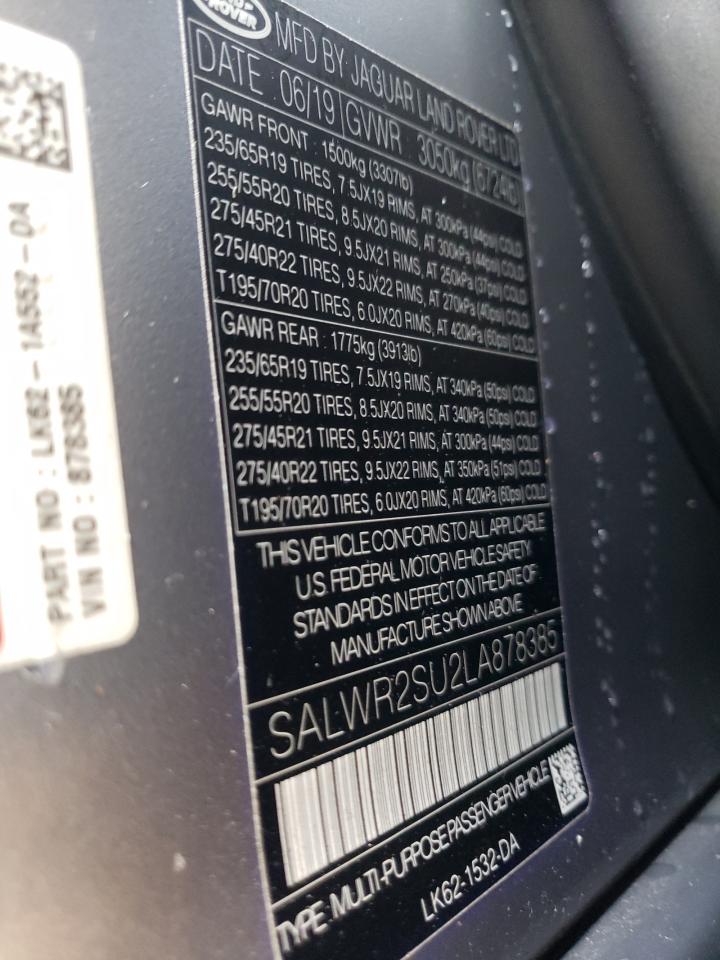 ROVER
MFD BY JAGUAR LAND ROVER LTD
DATE 06/19 GVWR 3050kg (6724lb)
GAWR FRONT : 1500kg (3307lb)
235/65R19 TIRES, 7.5JX19 RIMS, AT 300kPa (44psi) COLD
255/55R20 TIRES, 8.5JX20 RIMS, AT 300kPa (44psi) COLD
275/45R21 TIRES, 9.5JX21 RIMS, AT 250kPa (37psi) COLD
275/40R22 TIRES, 9.5JX22 RIMS, AT 270kPa (40psi) COLD
T195/70R20 TIRES, 6.0JX20 RIMS, AT 420kPa (60psi) COLD
GAWR REAR : 1775kg (3913lb)
235/65R19 TIRES, 7.5JX19 RIMS, AT 340kPa (50psi) COLD
255/55R20 TIRES, 8.5JX20 RIMS, AT 340kPa (50psi) COLD
275/45R21 TIRES, 9.5JX21 RIMS, AT 300kPa (44psi) COLD
275/40R22 TIRES, 9.5JX22 RIMS, AT 350kPa (51psi) COLD
T195/70R20 TIRES, 6.0JX20 RIMS, AT 420kPa (60psi) COLD
THIS VEHICLE CONFORMS TO ALL APPLICABLE
U.S. FEDERAL MOTOR VEHICLE SAFETY
STANDARDS IN EFFECT ON THE DATE OF
MANUFACTURE SHOWN ABOVE
SALWR2SU2LA878385
TYPE: MULTI-PURPOSE PASSENGER VEHICLE
LK62-1532-DA
PART NO : LK62-1A552-DA
VIN NO : 878385